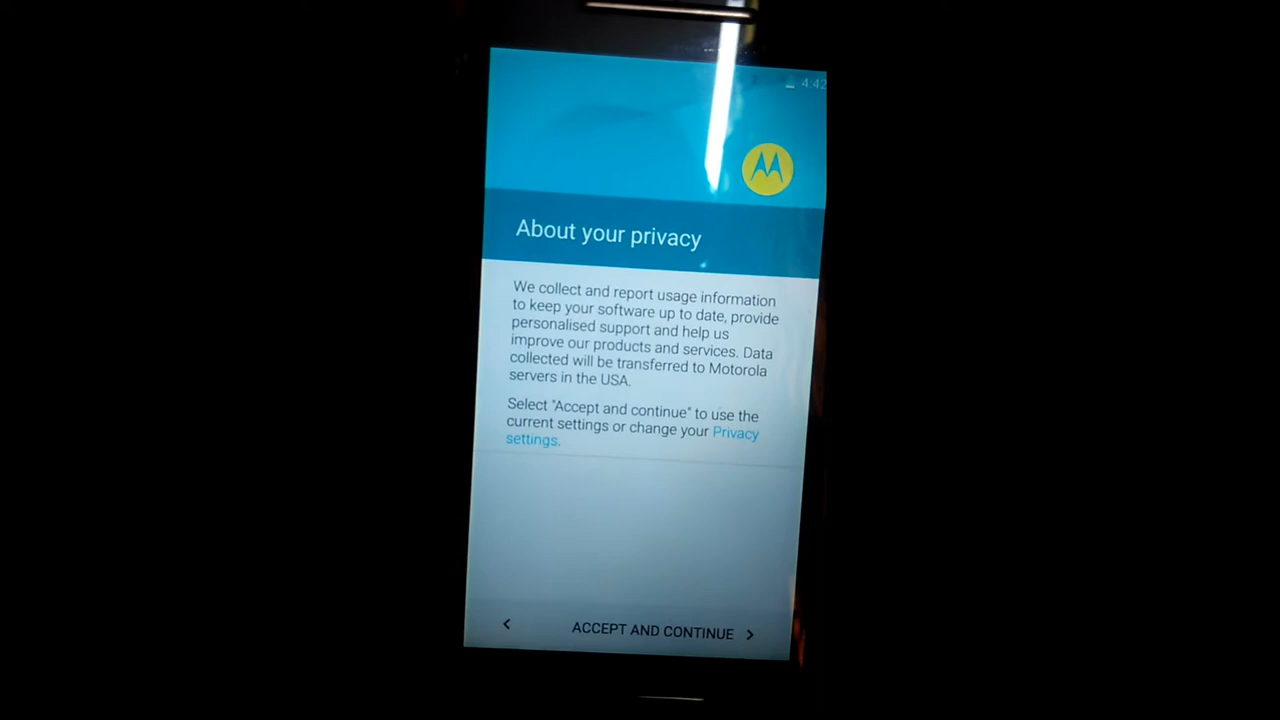 4:42
About your privacy
We collect and report usage information
to keep your software up to date, provide
personalised support and help us
improve our products and services. Data
collected will be transferred to Motorola
servers in the USA.
Select "Accept and continue" to use the
current settings or change your Privacy
settings.
ACCEPT AND CONTINUE